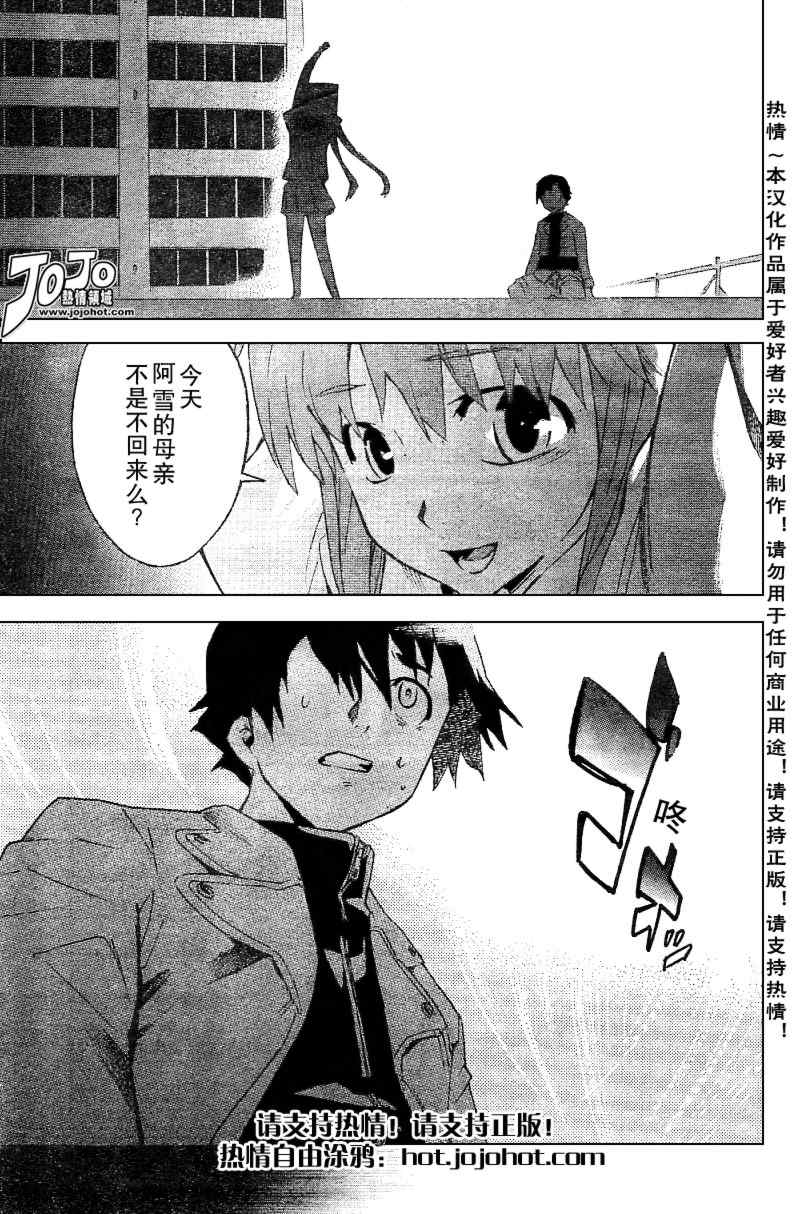 JOJO
热情领域
www.jojohot.com
今天
阿雪的母亲
不是不回来么？
ゴッ
咚
热情～本汉化作品属于爱好者兴趣爱好制作！请勿用于任何商业用途！请支持正版！请支持热情！
请支持热情！请支持正版！
热情自由涂鸦：hot.jojohot.com